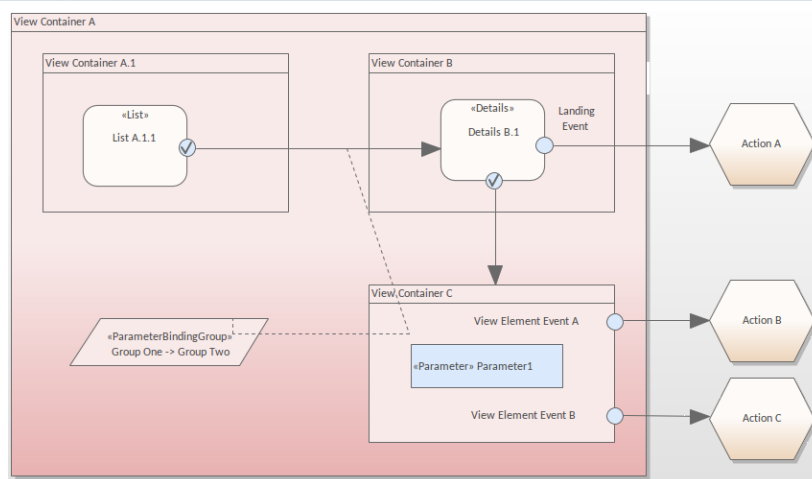 View Container A
View Container A.1
«List»
List A.1.1
View Container B
«Details»
Details B.1
Landing
Event
Action A
View Container C
View Element Event A
Action B
«ParameterBindingGroup»
Group One -> Group Two
«Parameter» Parameter1
View Element Event B
Action C